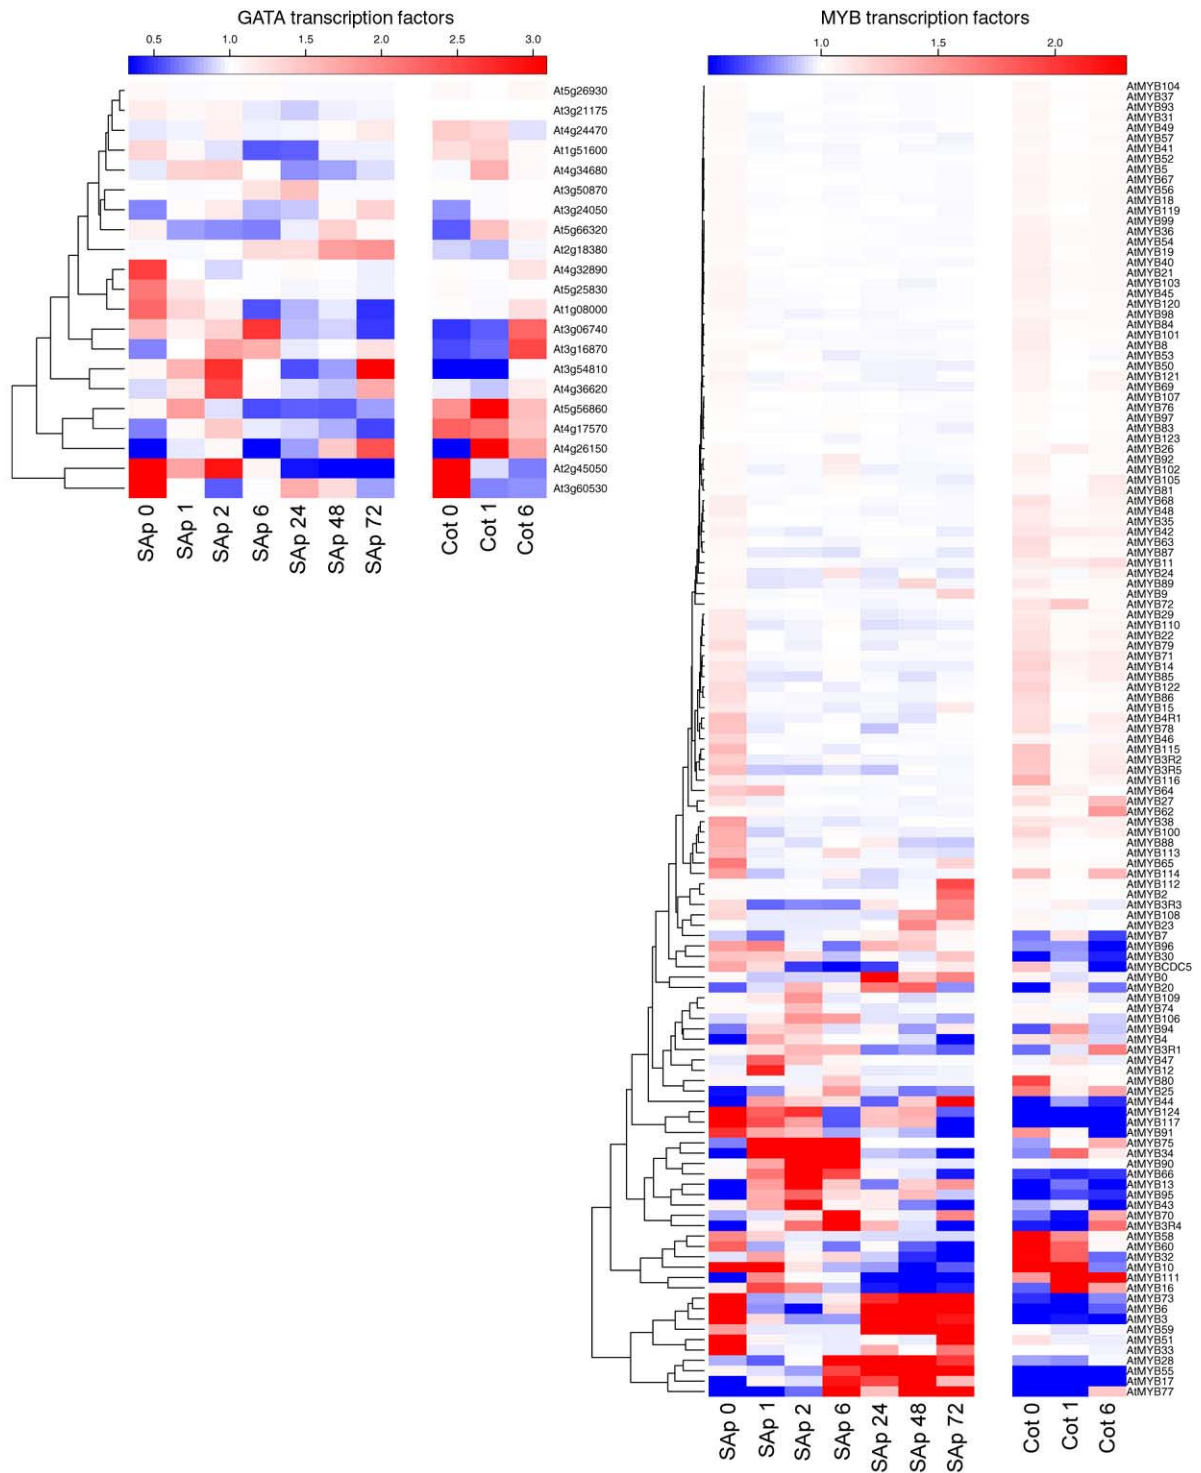 GATA transcription factors
0.5 1.0 1.5 2.0 2.5 3.0
At5g26930
At3g21175
At4g24470
At1g51600
At4g34680
At3g50870
At3g24050
At5g66320
At2g18380
At4g32890
At5g25830
At1g08000
At3g06740
At3g16870
At3g54810
At4g36620
At5g56860
At4g17570
At4g26150
At2g45050
At3g60530
SAp 0 SAp 1 SAp 2 SAp 6 SAp 24 SAp 48 SAp 72 Cot 0 Cot 1 Cot 6
MYB transcription factors
1.0 1.5 2.0
AtMYB104
AtMYB37
AtMYB93
AtMYB31
AtMYB49
AtMYB57
AtMYB41
AtMYB52
AtMYB5
AtMYB67
AtMYB56
AtMYB18
AtMYB119
AtMYB99
AtMYB36
AtMYB54
AtMYB19
AtMYB40
AtMYB21
AtMYB103
AtMYB45
AtMYB120
AtMYB98
AtMYB84
AtMYB101
AtMYB8
AtMYB53
AtMYB50
AtMYB121
AtMYB69
AtMYB107
AtMYB76
AtMYB97
AtMYB83
AtMYB123
AtMYB26
AtMYB92
AtMYB102
AtMYB105
AtMYB81
AtMYB68
AtMYB48
AtMYB35
AtMYB42
AtMYB63
AtMYB87
AtMYB11
AtMYB24
AtMYB89
AtMYB9
AtMYB72
AtMYB29
AtMYB110
AtMYB22
AtMYB79
AtMYB71
AtMYB14
AtMYB85
AtMYB122
AtMYB86
AtMYB15
AtMYB4R1
AtMYB78
AtMYB46
AtMYB115
AtMYB3R2
AtMYB3R5
AtMYB116
AtMYB64
AtMYB27
AtMYB62
AtMYB38
AtMYB100
AtMYB88
AtMYB113
AtMYB65
AtMYB114
AtMYB112
AtMYB2
AtMYB3R3
AtMYB108
AtMYB23
AtMYB7
AtMYB96
AtMYB30
AtMYBCDC5
AtMYB0
AtMYB20
AtMYB109
AtMYB74
AtMYB106
AtMYB94
AtMYB4
AtMYB3R1
AtMYB47
AtMYB12
AtMYB80
AtMYB25
AtMYB44
AtMYB124
AtMYB117
AtMYB91
AtMYB75
AtMYB34
AtMYB90
AtMYB66
AtMYB13
AtMYB95
AtMYB43
AtMYB70
AtMYB3R4
AtMYB58
AtMYB60
AtMYB32
AtMYB10
AtMYB111
AtMYB16
AtMYB73
AtMYB6
AtMYB3
AtMYB59
AtMYB51
AtMYB33
AtMYB28
AtMYB55
AtMYB17
AtMYB77
SAp 0 SAp 1 SAp 2 SAp 6 SAp 24 SAp 48 SAp 72 Cot 0 Cot 1 Cot 6